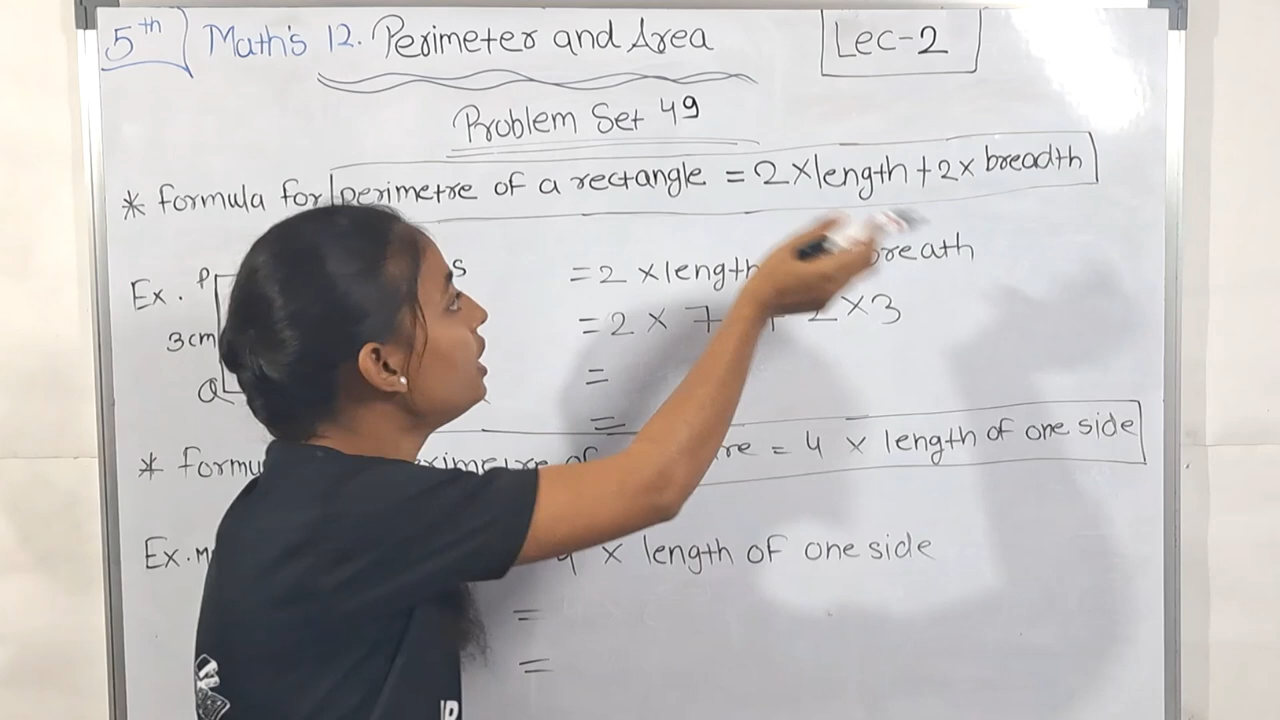 5th Math's 12. Perimeter and Area Lec-2
Problem Set 49
* formula for perimetre of a rectangle = 2 x length + 2 x breadth
Ex. P S = 2 x length breath
3cm = 2 x 7 + 2 x 3
Q =
=
* = 4 x length of one side
Ex. 4 x length of one side
=
=